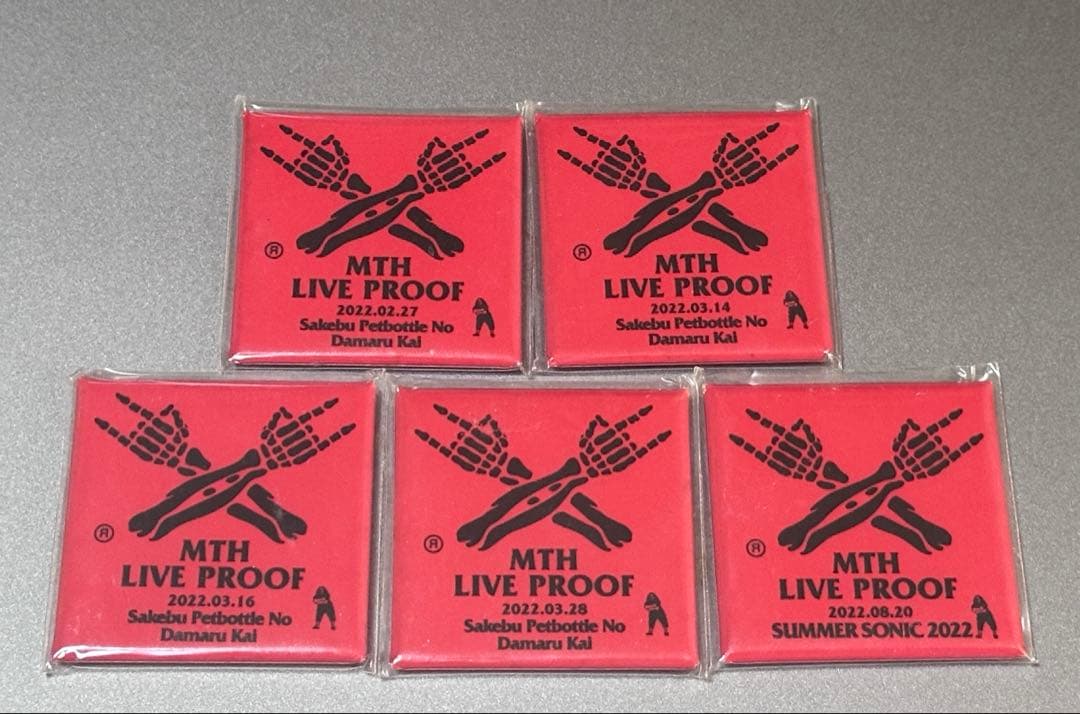 Ⓡ
MTH
LIVE PROOF
2022.02.27
Sakebu Petbottle No
Damaru Kai
Ⓡ
MTH
LIVE PROOF
2022.03.14
Sakebu Petbottle No
Damaru Kai
Ⓡ
MTH
LIVE PROOF
2022.03.16
Sakebu Petbottle No
Damaru Kai
Ⓡ
MTH
LIVE PROOF
2022.03.28
Sakebu Petbottle No
Damaru Kai
Ⓡ
MTH
LIVE PROOF
2022.08.20
SUMMER SONIC 2022